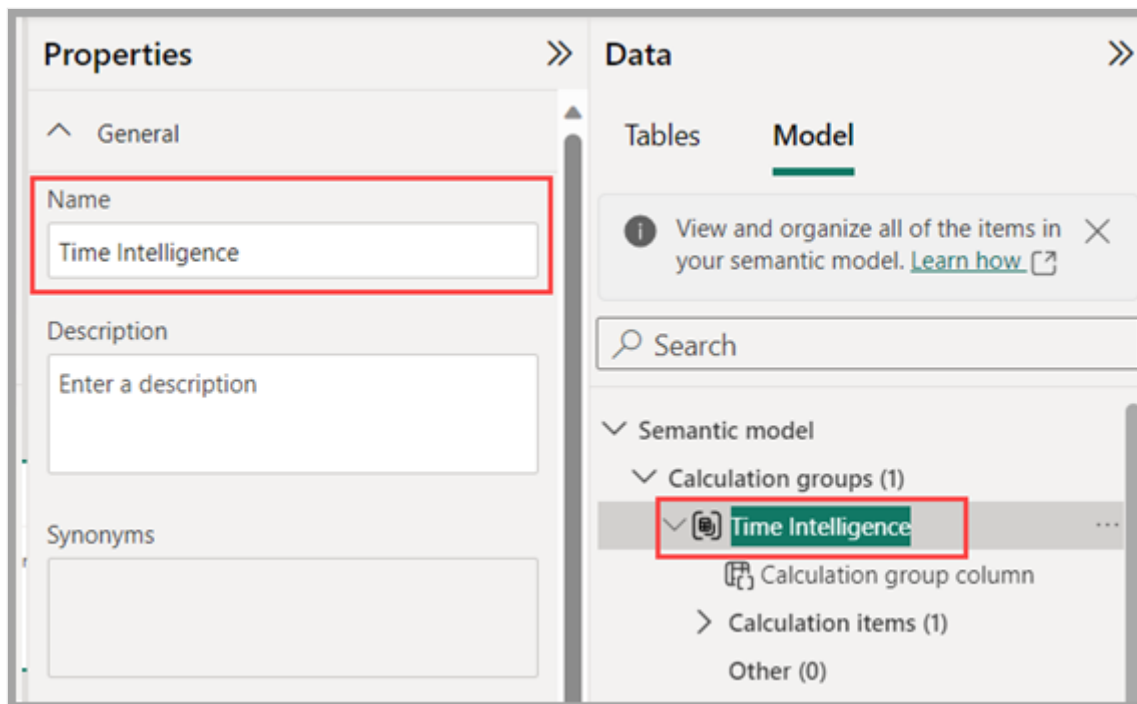 Properties
General
Name
Time Intelligence
Description
Enter a description
Synonyms
Data
Tables
Model
View and organize all of the items in
your semantic model. Learn how
Search
Semantic model
Calculation groups (1)
Time Intelligence
Calculation group column
Calculation items (1)
Other (0)